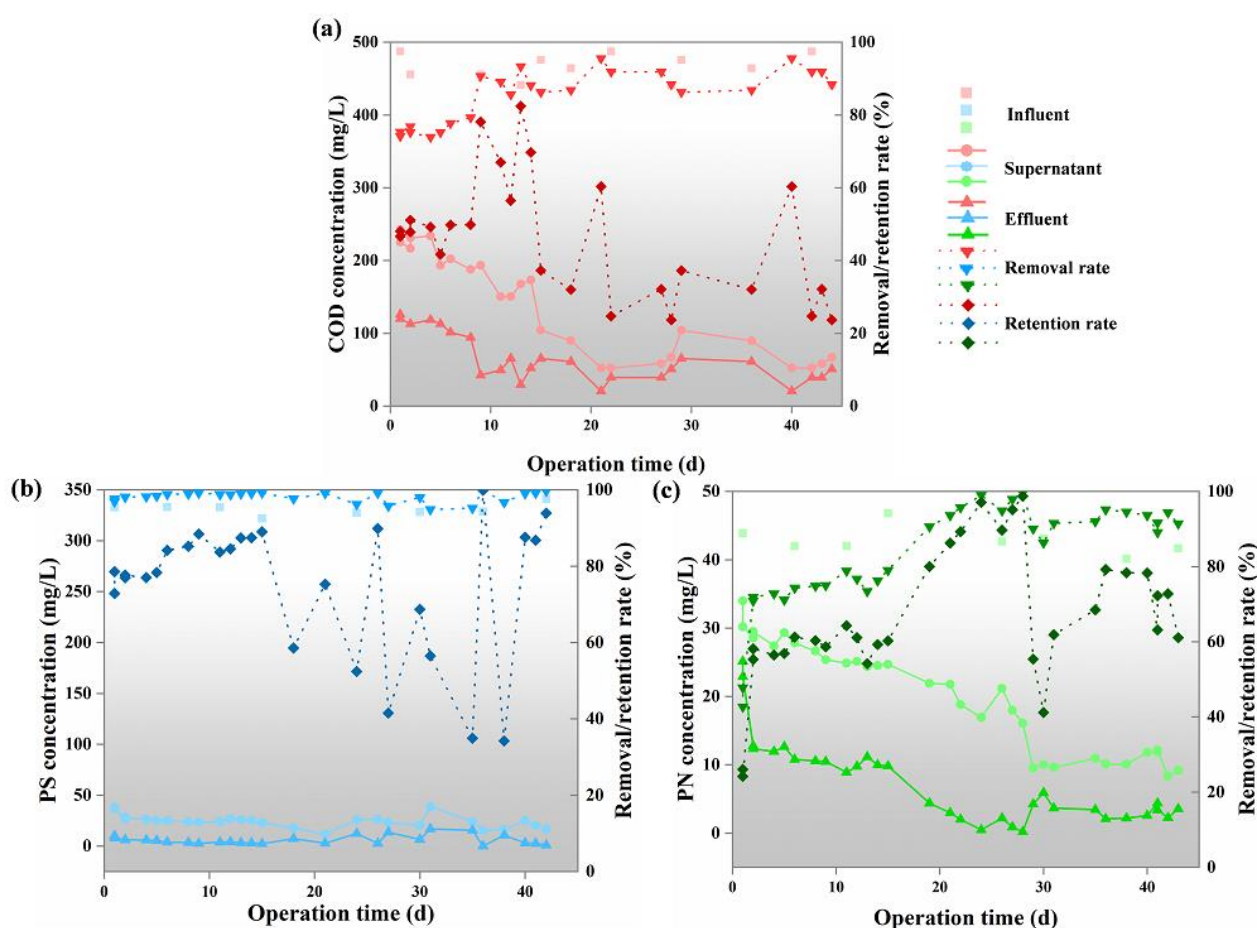 (a)
500
400
300
200
100
0
COD concentration (mg/L)
0 10 20 30 40
Operation time (d)
100
80
60
40
20
0
Removal/retention rate (%)
Influent
Supernatant
Effluent
Removal rate
Retention rate
(b)
350
300
250
200
150
100
50
0
PS concentration (mg/L)
0 10 20 30 40
Operation time (d)
100
80
60
40
20
0
Removal/retention rate (%)
(c)
50
40
30
20
10
0
PN concentration (mg/L)
0 10 20 30 40
Operation time (d)
100
80
60
40
20
0
Removal/retention rate (%)